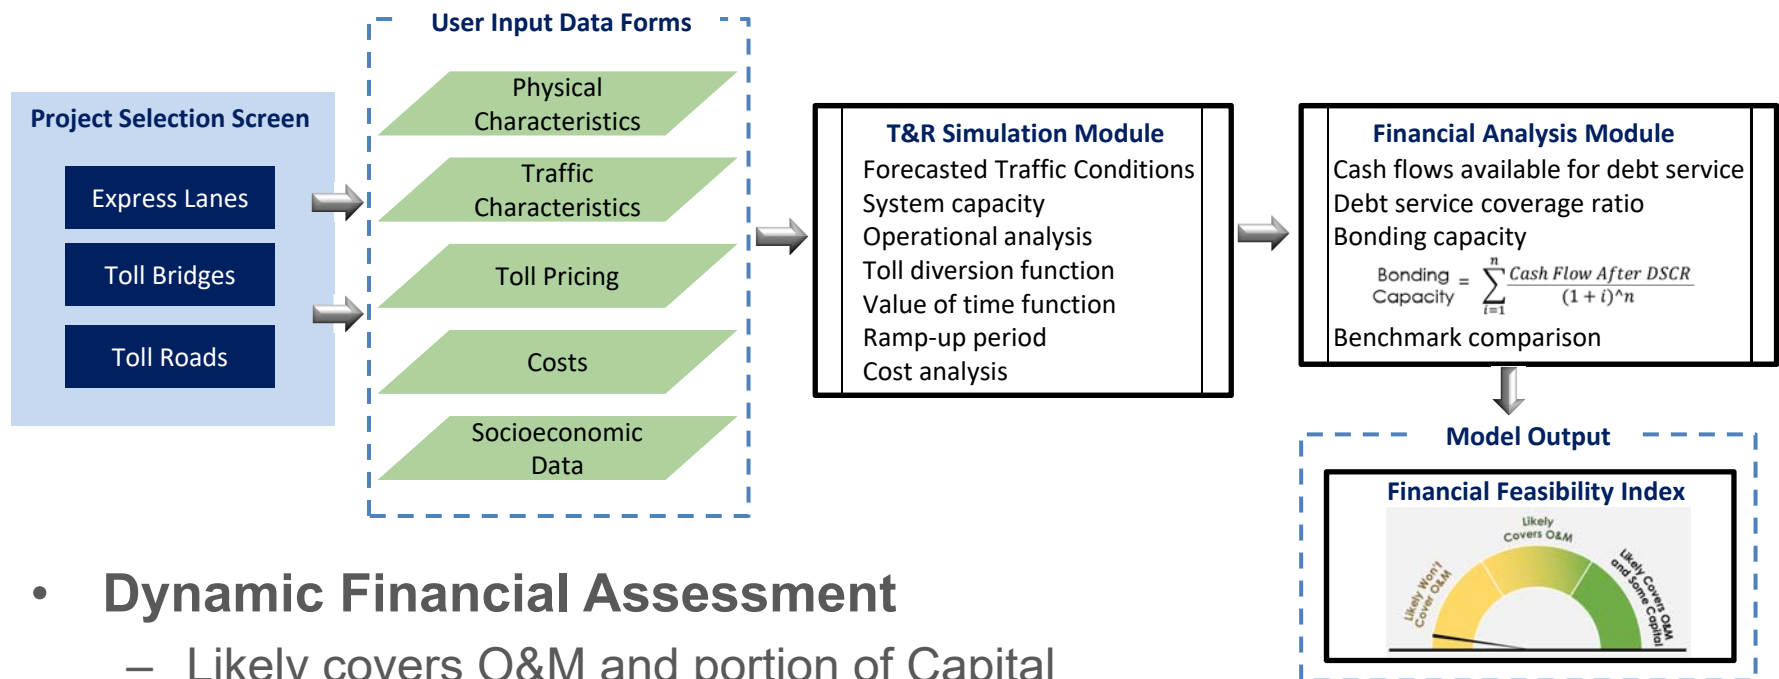 User Input Data Forms
Project Selection Screen
Express Lanes
Toll Bridges
Toll Roads
Physical
Characteristics
Traffic
Characteristics
Toll Pricing
Costs
Socioeconomic
Data
T&R Simulation Module
Forecasted Traffic Conditions
System capacity
Operational analysis
Toll diversion function
Value of time function
Ramp-up period
Cost analysis
Financial Analysis Module
Cash flows available for debt service
Debt service coverage ratio
Bonding capacity
Bonding Capacity = \sum_{i=1}^{n} \frac{Cash Flow After DSCR}{(1 + i)^n}
Benchmark comparison
Model Output
Financial Feasibility Index
Likely Won't
Cover O&M
Likely
Covers O&M
Likely Covers O&M
and Some Capital
• Dynamic Financial Assessment
– Likely covers O&M and portion of Capital